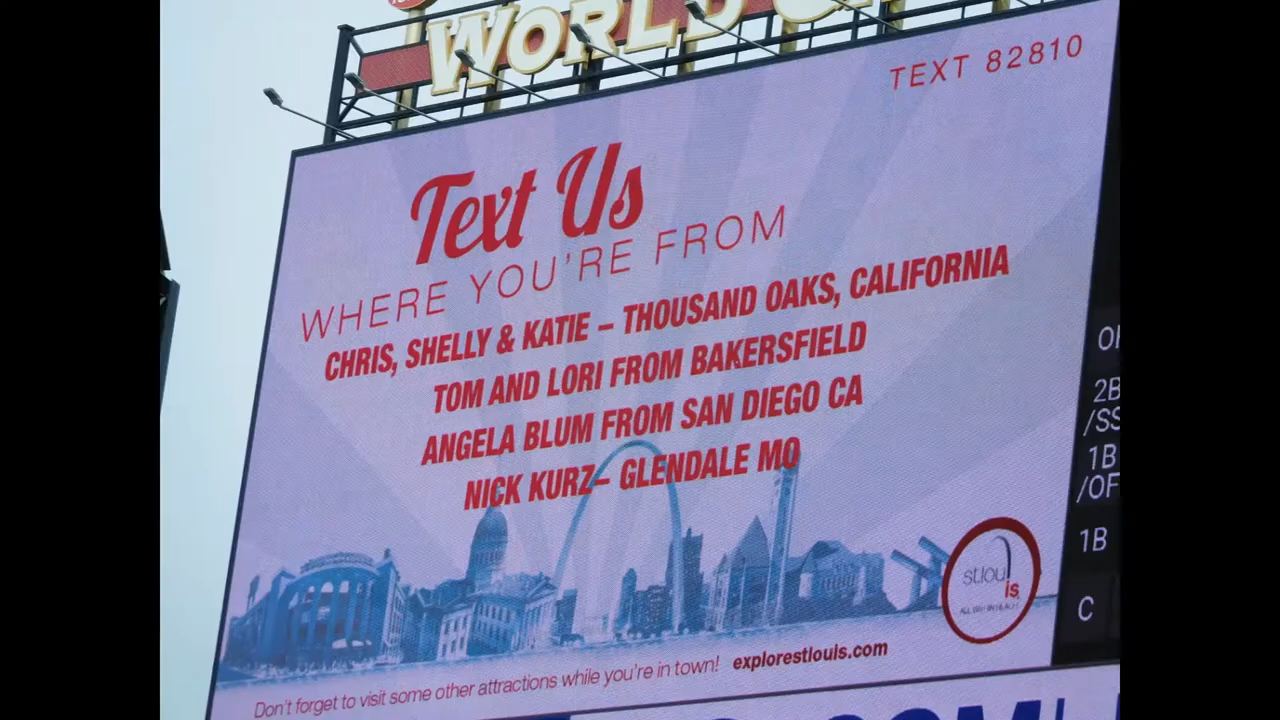 WORLD
TEXT 82810
Text Us
WHERE YOU'RE FROM
CHRIS, SHELLY & KATIE – THOUSAND OAKS, CALIFORNIA
TOM AND LORI FROM BAKERSFIELD
ANGELA BLUM FROM SAN DIEGO CA
NICK KURZ– GLENDALE MO
2B
/SS
1B
/OF
1B
C
stlouis
Don't forget to visit some other attractions while you're in town! explorestlouis.com
.COM